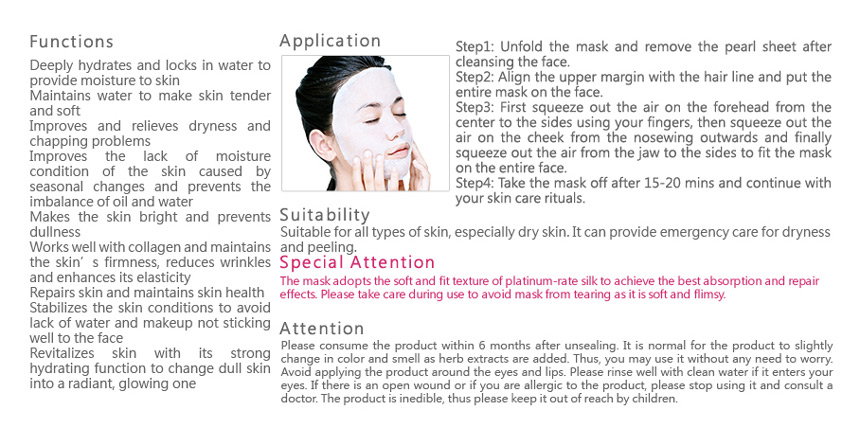 Functions
Deeply hydrates and locks in water to
provide moisture to skin
Maintains water to make skin tender
and soft
Improves and relieves dryness and
chapping problems
Improves the lack of moisture
condition of the skin caused by
seasonal changes and prevents the
imbalance of oil and water
Makes the skin bright and prevents
dullness
Works well with collagen and maintains
the skin's firmness, reduces wrinkles
and enhances its elasticity
Repairs skin and maintains skin health
Stabilizes the skin conditions to avoid
lack of water and makeup not sticking
well to the face
Revitalizes skin with its strong
hydrating function to change dull skin
into a radiant, glowing one
Application
Step1: Unfold the mask and remove the pearl sheet after
cleansing the face.
Step2: Align the upper margin with the hair line and put the
entire mask on the face.
Step3: First squeeze out the air on the forehead from the
center to the sides using your fingers, then squeeze out the
air on the cheek from the nosewing outwards and finally
squeeze out the air from the jaw to the sides to fit the mask
on the entire face.
Step4: Take the mask off after 15-20 mins and continue with
your skin care rituals.
Suitability
Suitable for all types of skin, especially dry skin. It can provide emergency care for dryness
and peeling.
Special Attention
The mask adopts the soft and fit texture of platinum-rate silk to achieve the best absorption and repair
effects. Please take care during use to avoid mask from tearing as it is soft and flimsy.
Attention
Please consume the product within 6 months after unsealing. It is normal for the product to slightly
change in color and smell as herb extracts are added. Thus, you may use it without any need to worry.
Avoid applying the product around the eyes and lips. Please rinse well with clean water if it enters your
eyes. If there is an open wound or if you are allergic to the product, please stop using it and consult a
doctor. The product is inedible, thus please keep it out of reach by children.